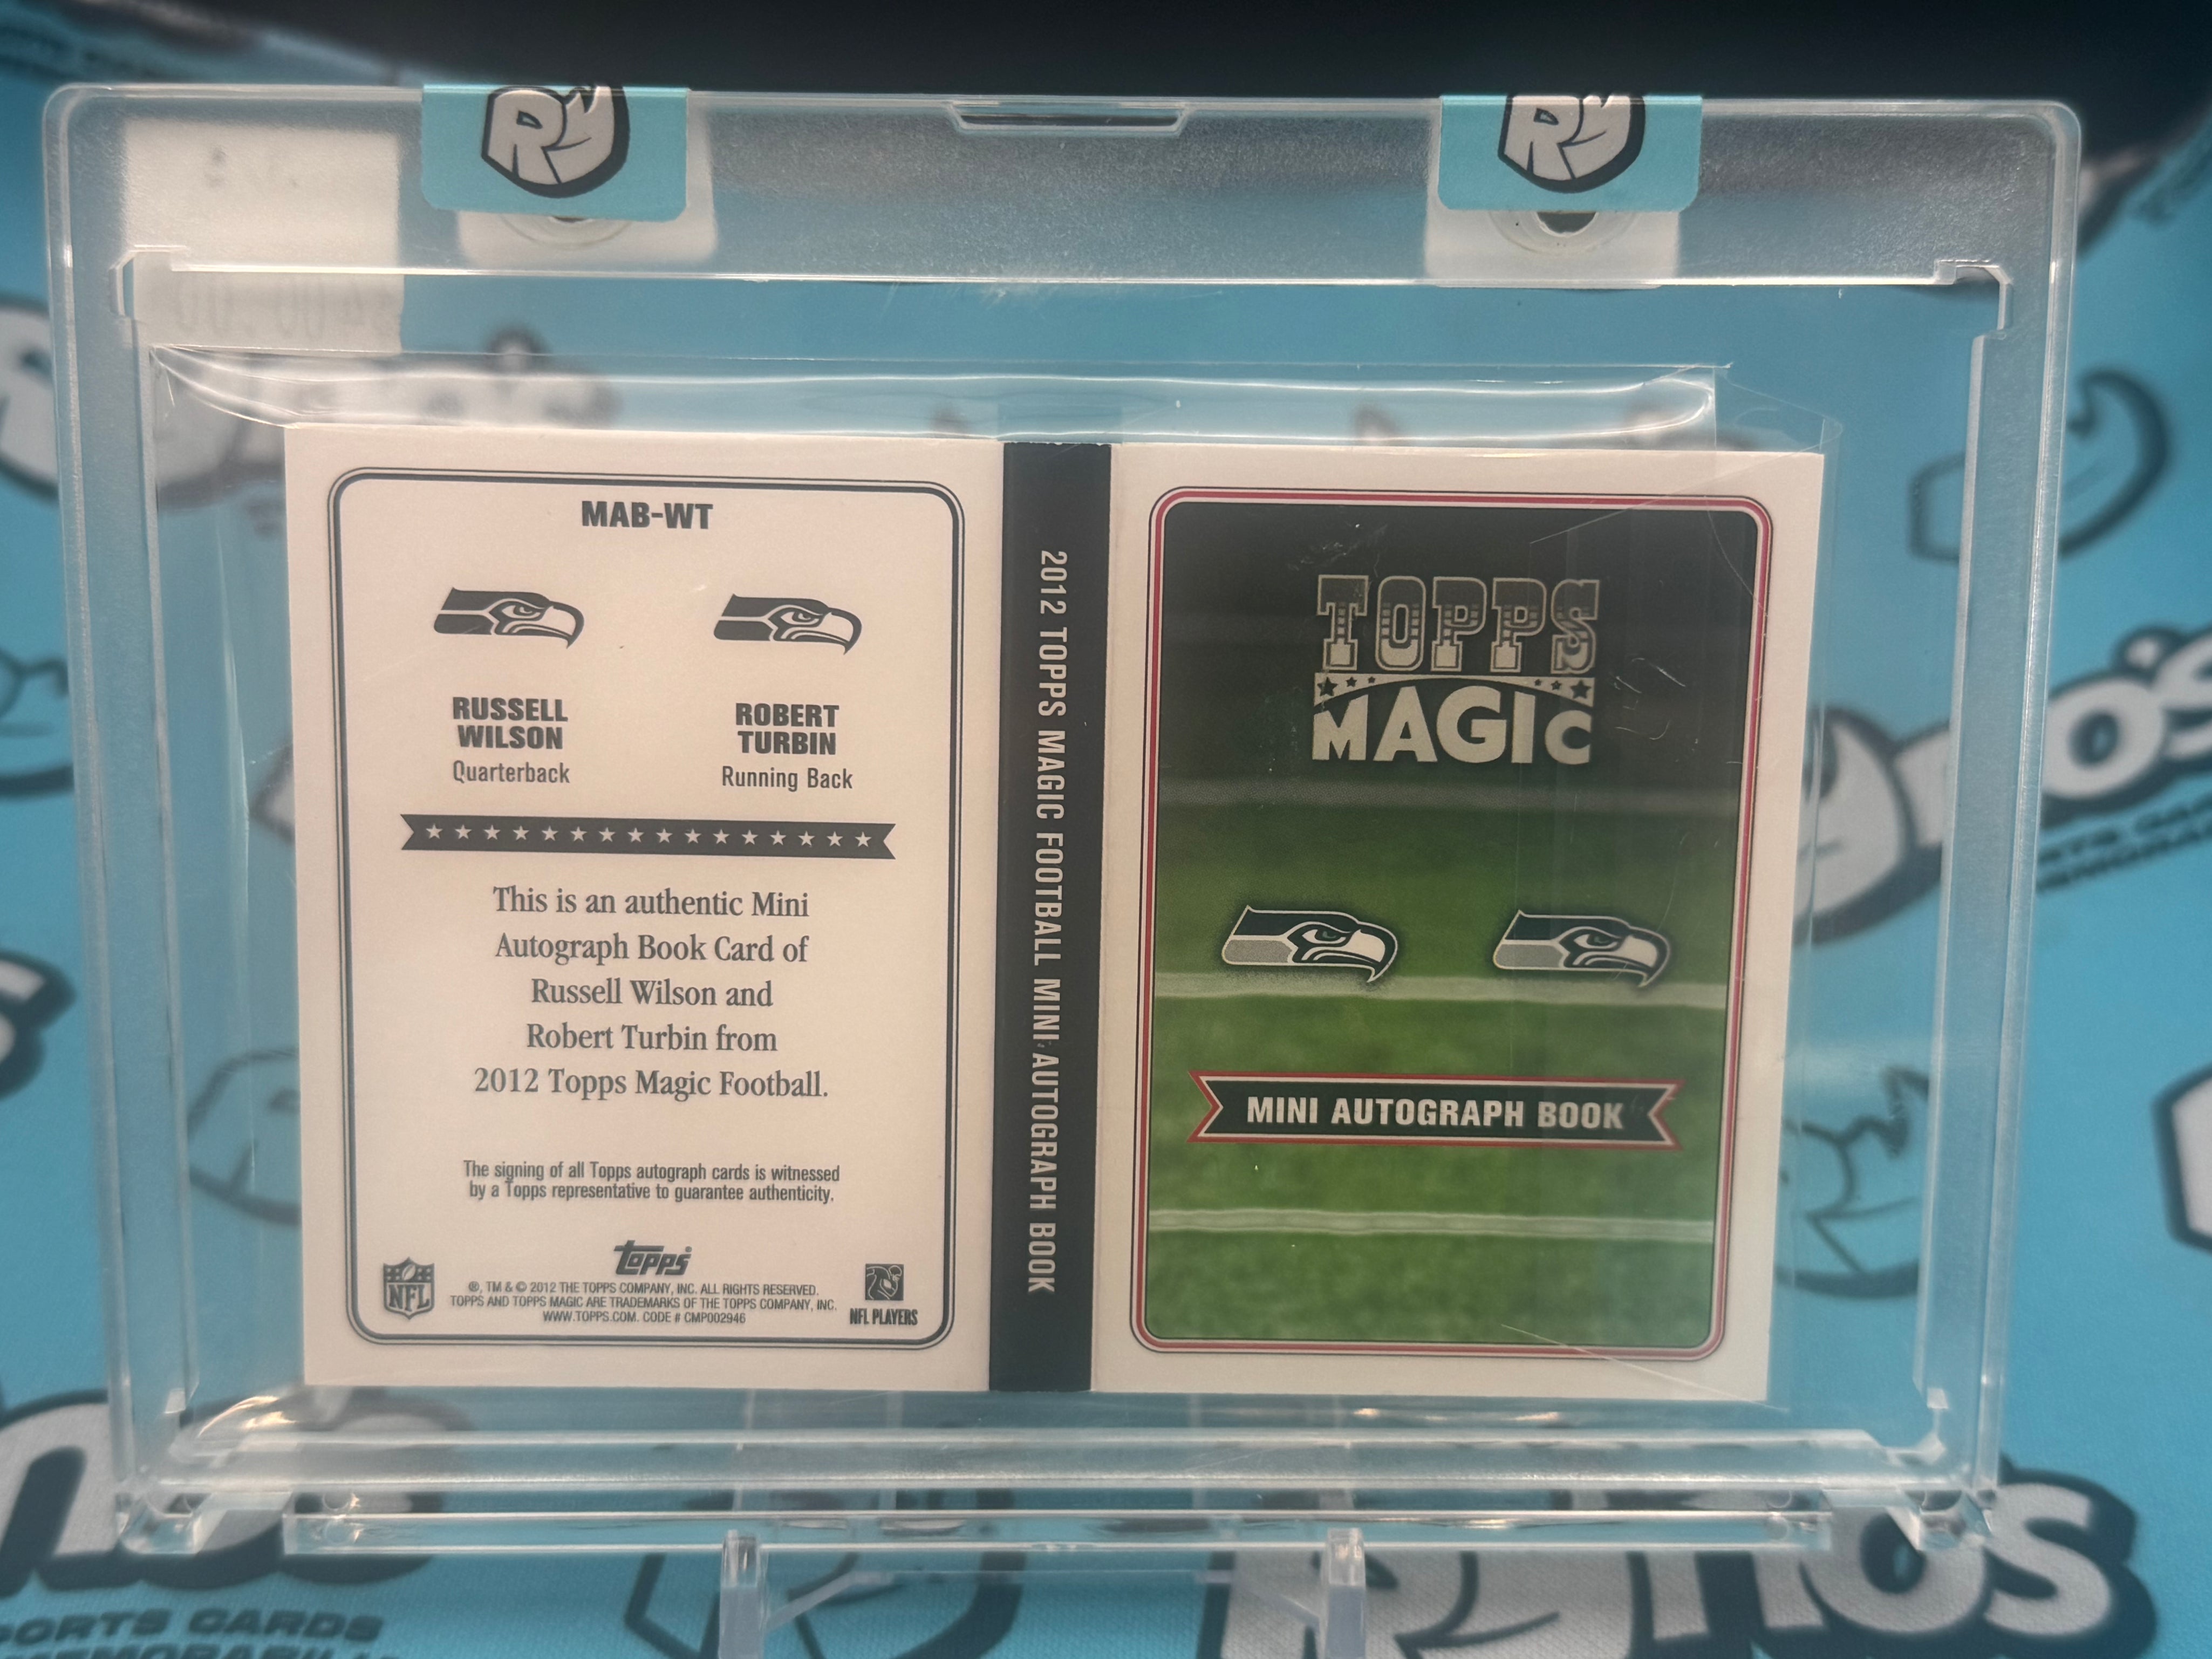 MAB-WT
RUSSELL
WILSON
Quarterback
ROBERT
TURBIN
Running Back
This is an authentic Mini
Autograph Book Card of
Russell Wilson and
Robert Turbin from
2012 Topps Magic Football.
The signing of all Topps autograph cards is witnessed
by a Topps representative to guarantee authenticity.
topps
NFL
®, TM & © 2012 THE TOPPS COMPANY, INC. ALL RIGHTS RESERVED.
TOPPS AND TOPPS MAGIC ARE TRADEMARKS OF THE TOPPS COMPANY, INC.
WWW.TOPPS.COM. CODE # CMP002946
NFL PLAYERS
2012 TOPPS MAGIC FOOTBALL MINI AUTOGRAPH BOOK
TOPPS
MAGIC
MINI AUTOGRAPH BOOK
SPORTS CARDS